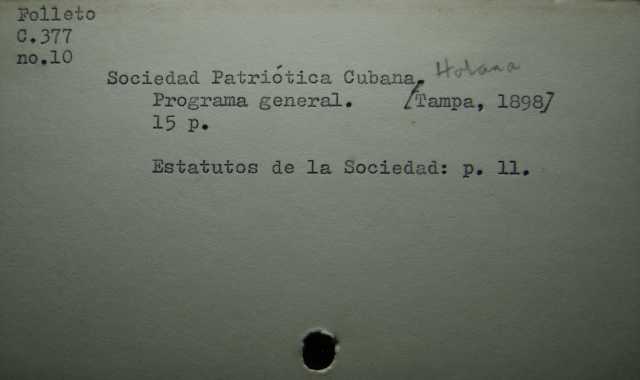 Folleto
C.377
no.10
Sociedad Patriótica Cubana, Habana
Programa general. [Tampa, 1898]
15 p.
Estatutos de la Sociedad: p. 11.